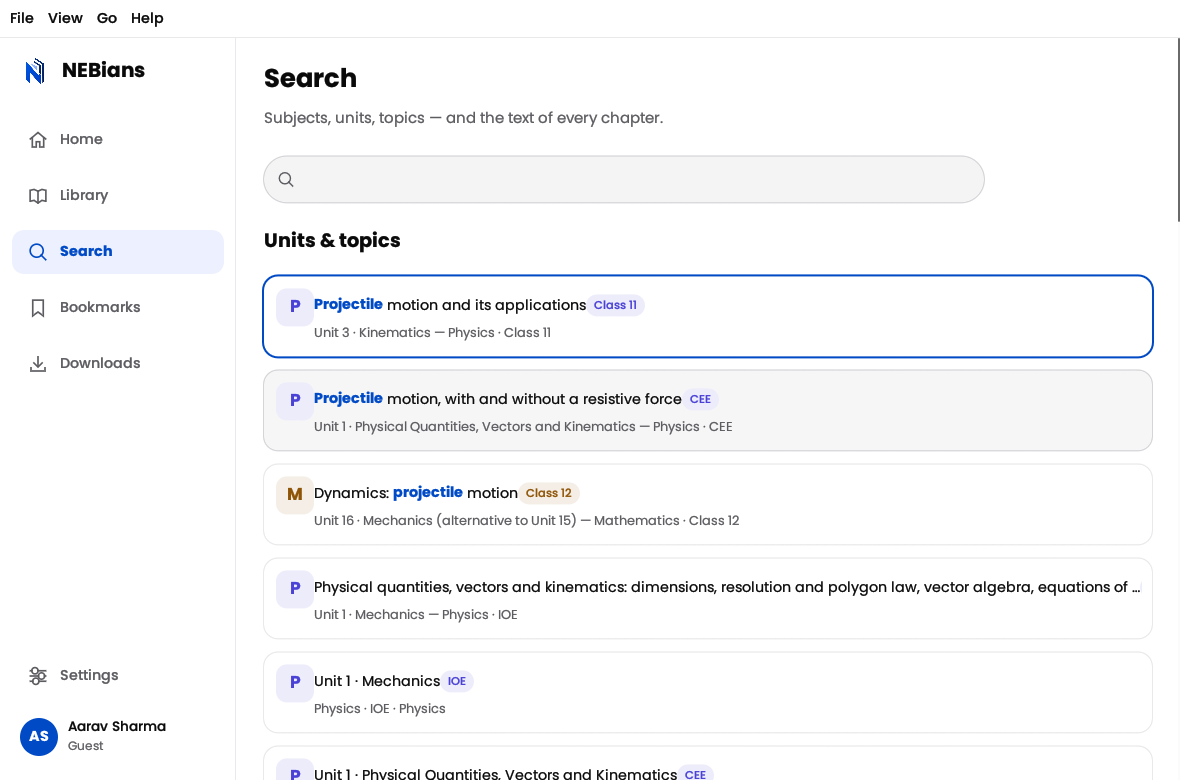 File View Go Help
NEBians
Home
Library
Search
Bookmarks
Downloads
Settings
AS
Aarav Sharma
Guest
Search
Subjects, units, topics — and the text of every chapter.
Units & topics
P
Projectile motion and its applications Class 11
Unit 3 · Kinematics — Physics · Class 11
P
Projectile motion, with and without a resistive force CEE
Unit 1 · Physical Quantities, Vectors and Kinematics — Physics · CEE
M
Dynamics: projectile motion Class 12
Unit 16 · Mechanics (alternative to Unit 15) — Mathematics · Class 12
P
Physical quantities, vectors and kinematics: dimensions, resolution and polygon law, vector algebra, equations of ...
Unit 1 · Mechanics — Physics · IOE
P
Unit 1 · Mechanics IOE
Physics · IOE · Physics
P
Unit 1 · Physical Quantities, Vectors and Kinematics CEE